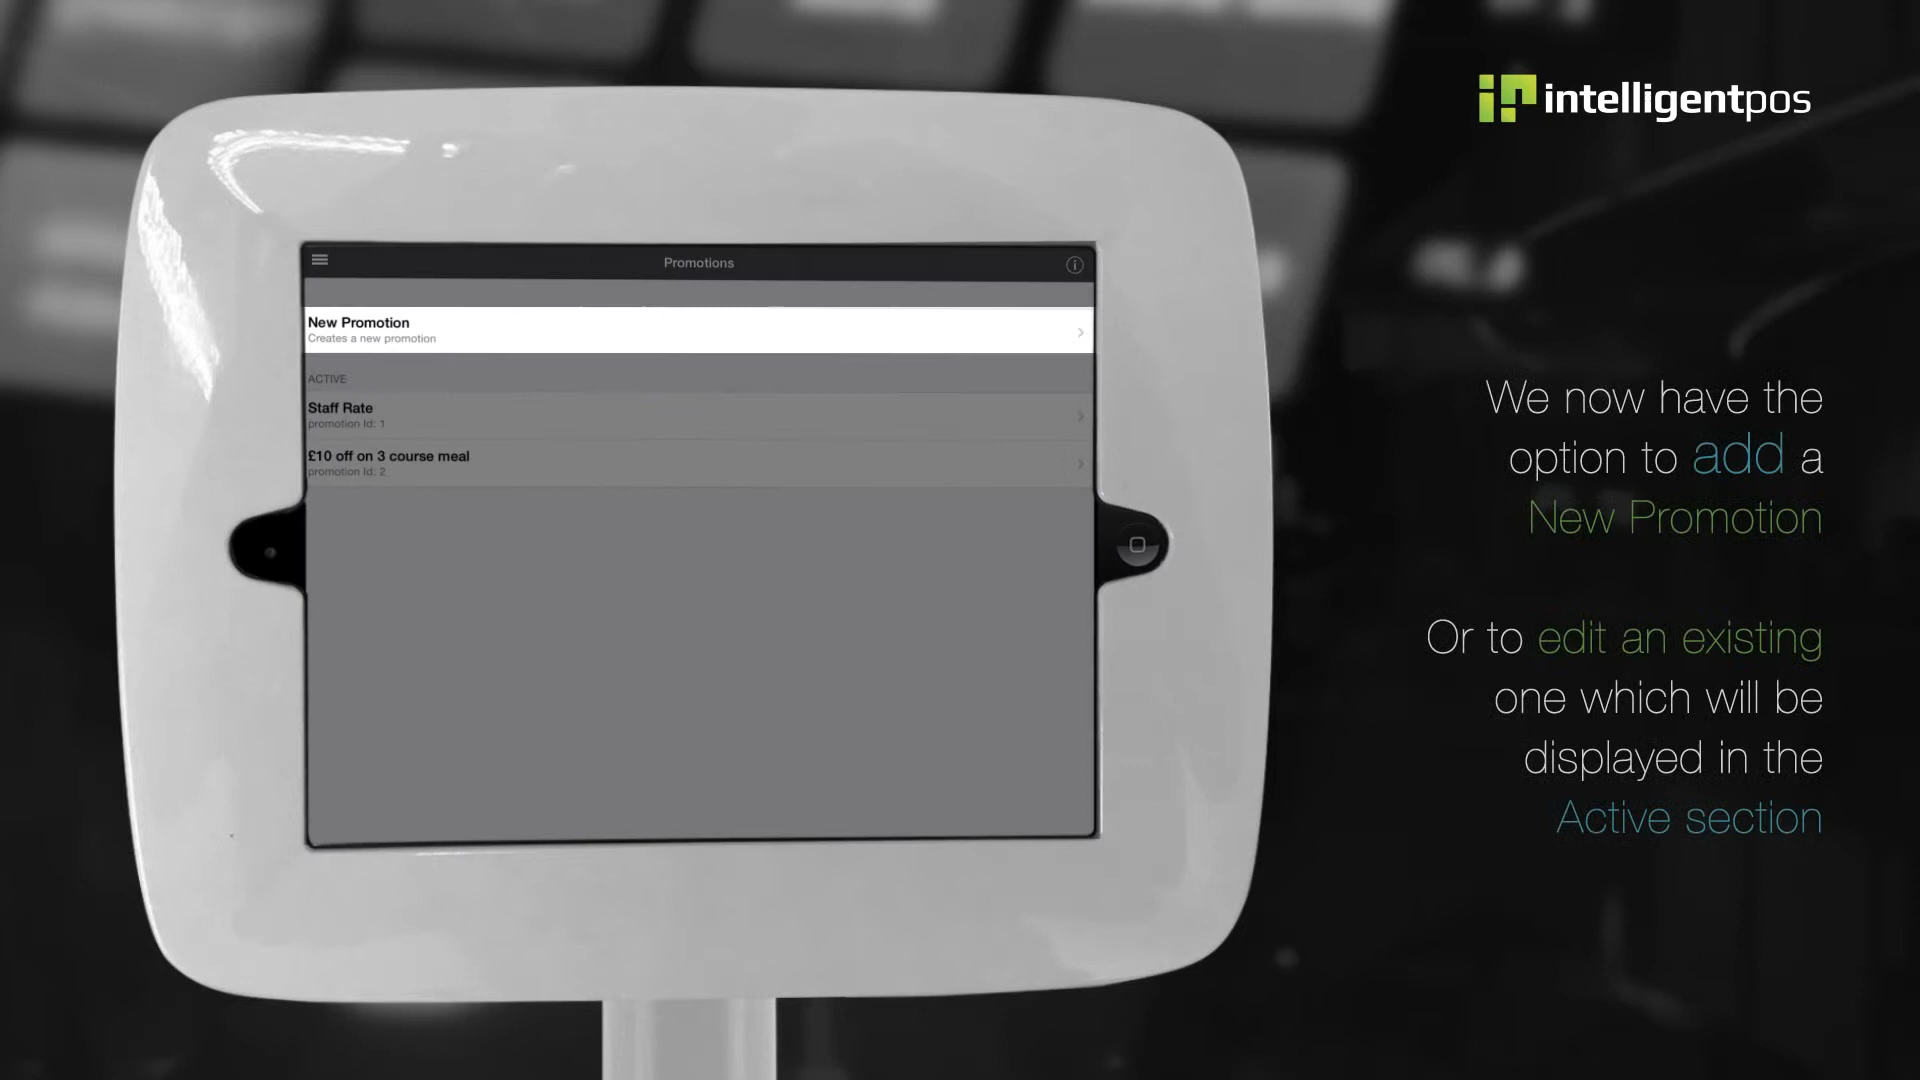 intelligentpos
Promotions
New Promotion
Creates a new promotion
ACTIVE
Staff Rate
promotion Id: 1
£10 off on 3 course meal
promotion Id: 2
We now have the
option to add a
New Promotion
Or to edit an existing
one which will be
displayed in the
Active section